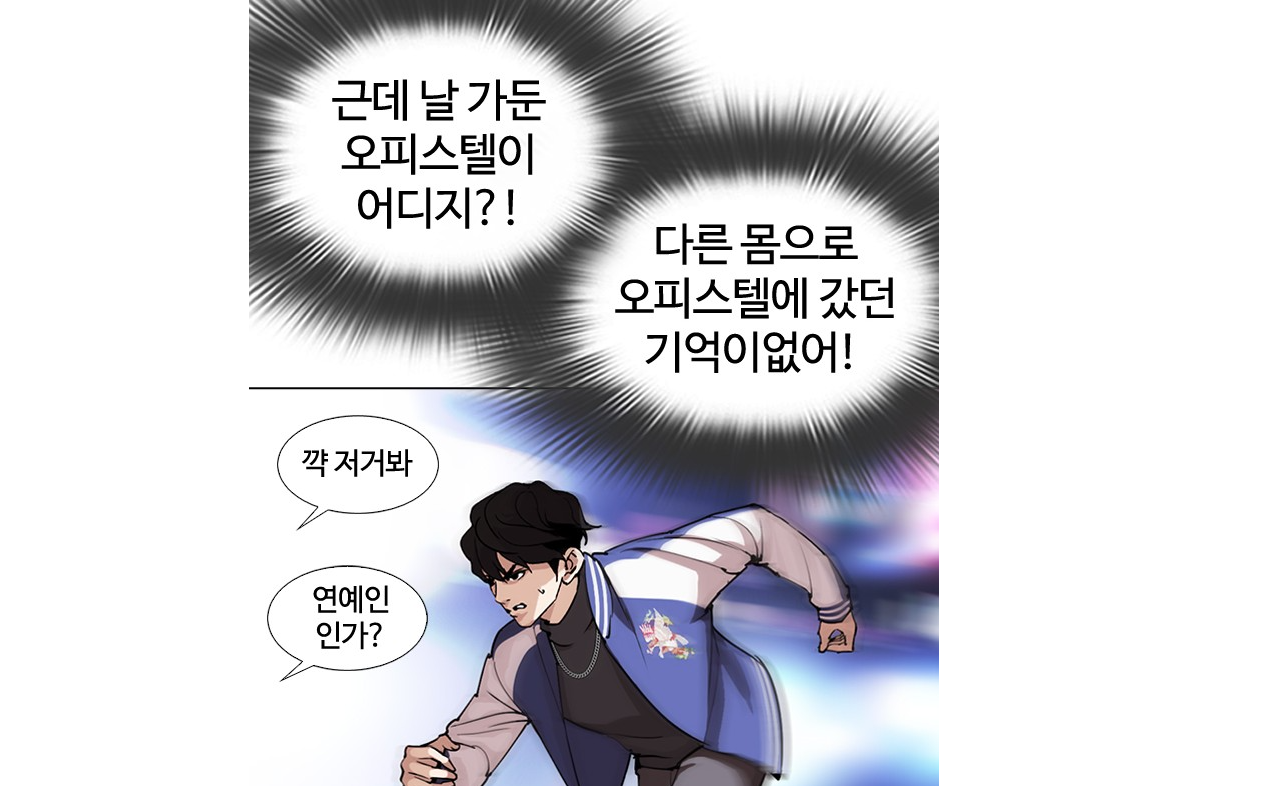 근데 날 가둔
오피스텔이
어디지?!
다른 몸으로
오피스텔에 갔던
기억이없어!
꺅 저거봐
연예인
인가?